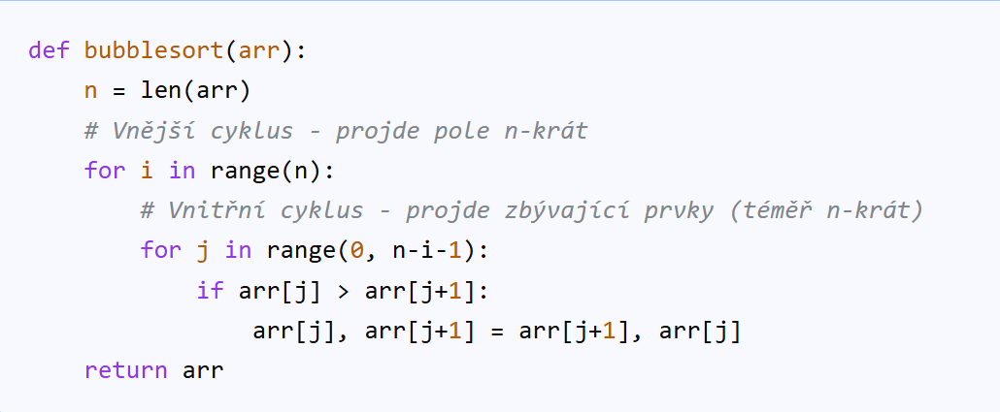 def bubblesort(arr):
    n = len(arr)
    # Vnější cyklus - projde pole n-krát
    for i in range(n):
        # Vnitřní cyklus - projde zbývající prvky (téměř n-krát)
        for j in range(0, n-i-1):
            if arr[j] > arr[j+1]:
                arr[j], arr[j+1] = arr[j+1], arr[j]
    return arr